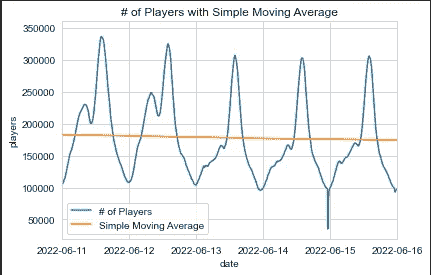 # of Players with Simple Moving Average
350000
300000
250000
200000
150000
100000
50000
players
# of Players
Simple Moving Average
2022-06-11 2022-06-12 2022-06-13 2022-06-14 2022-06-15 2022-06-16
date